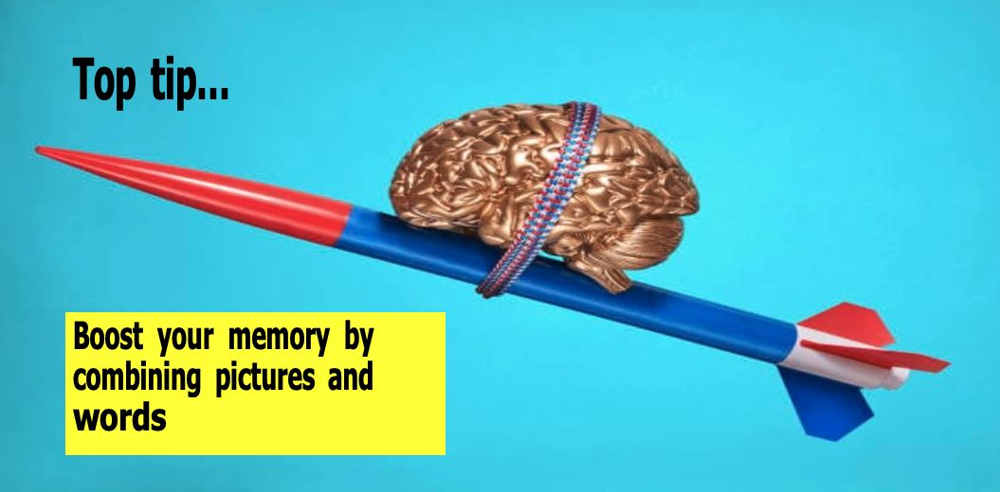 Top tip...
Boost your memory by
combining pictures and
words